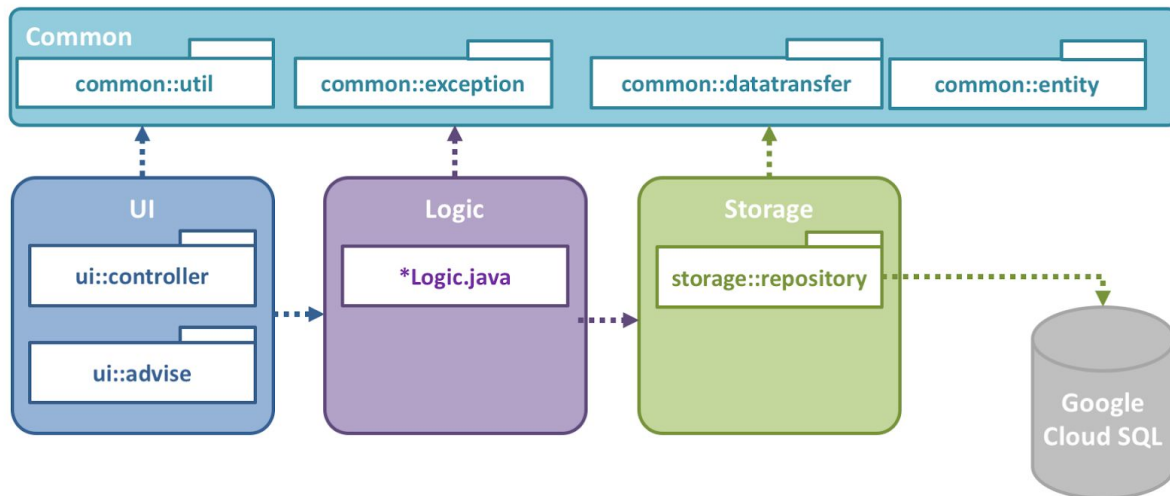 Common
common::util
common::exception
common::datatransfer
common::entity
UI
ui::controller
ui::advise
Logic
*Logic.java
Storage
storage::repository
Google
Cloud SQL